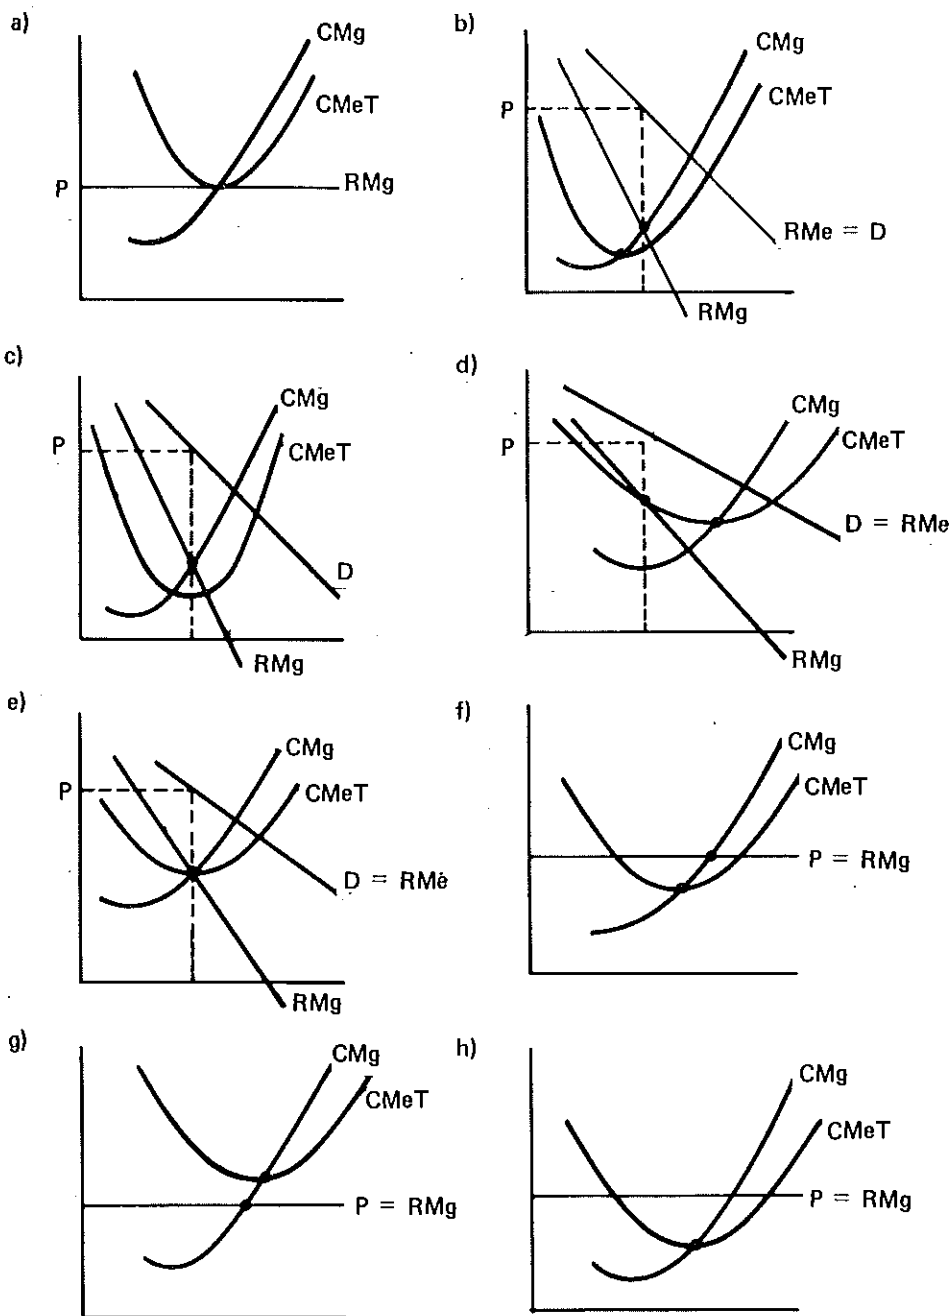 a)
CMg
CMeT
P
RMg
b)
CMg
CMeT
P
RMe = D
RMg
c)
CMg
CMeT
P
D
RMg
d)
CMg
CMeT
P
D = RMe
RMg
e)
CMg
CMeT
P
D = RMe
RMg
f)
CMg
CMeT
P = RMg
g)
CMg
CMeT
P = RMg
h)
CMg
CMeT
P = RMg